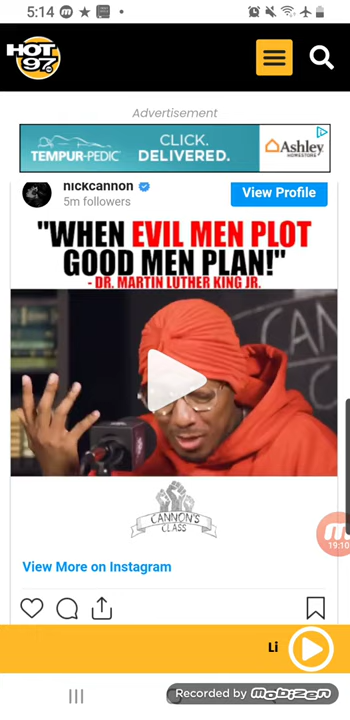 5:14
HOT
97
Advertisement
TEMPUR-PEDIC
CLICK.
DELIVERED.
Ashley
HOMESTORE
nickcannon
5m followers
View Profile
"WHEN EVIL MEN PLOT
GOOD MEN PLAN!"
- DR. MARTIN LUTHER KING JR.
CAN
CANNON'S
CLASS
View More on Instagram
19:10
Li
Recorded by mobizen